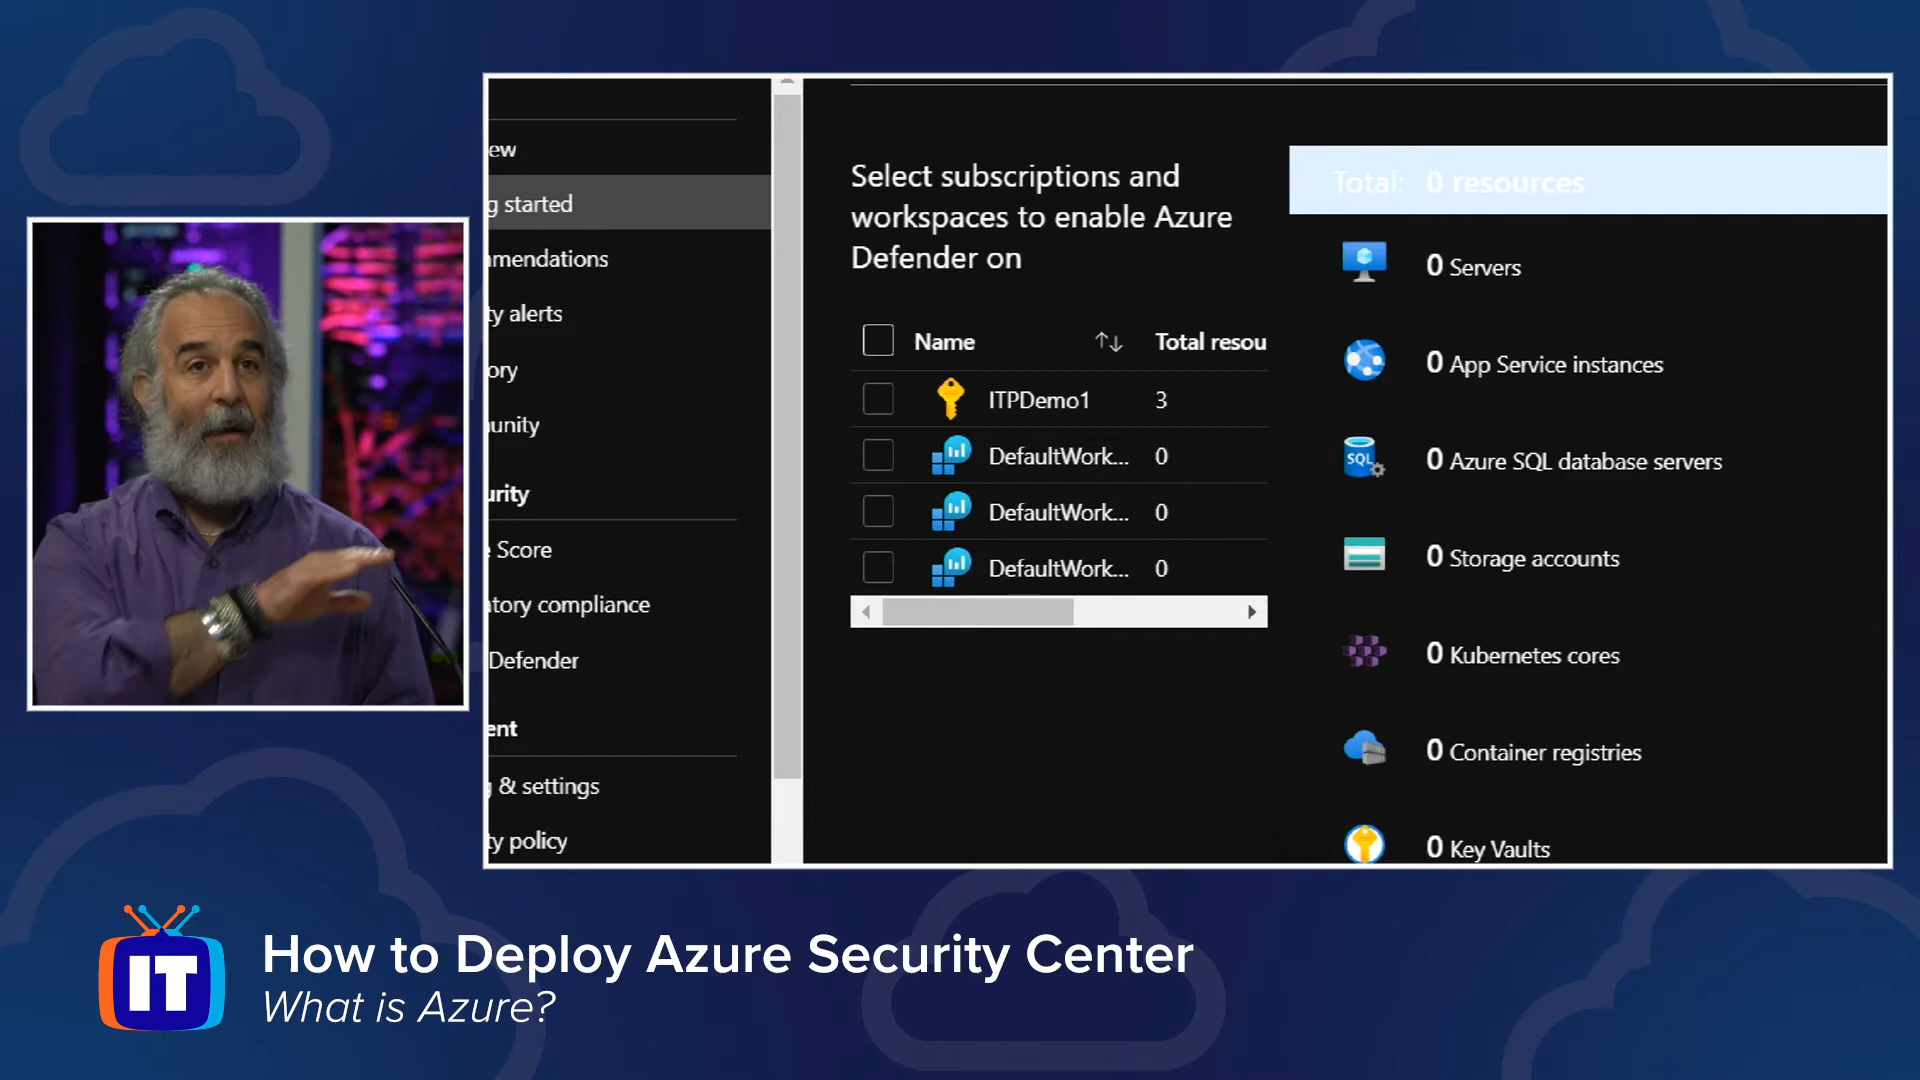 ew
g started
mmendations
ty alerts
ory
unity
urity
e Score
atory compliance
Defender
ent
g & settings
ty policy
Select subscriptions and
workspaces to enable Azure
Defender on
Name Total resou
ITPDemo1 3
DefaultWork... 0
DefaultWork... 0
DefaultWork... 0
Total: 0 resources
0 Servers
0 App Service instances
SQL
0 Azure SQL database servers
0 Storage accounts
0 Kubernetes cores
0 Container registries
0 Key Vaults
IT
How to Deploy Azure Security Center
What is Azure?